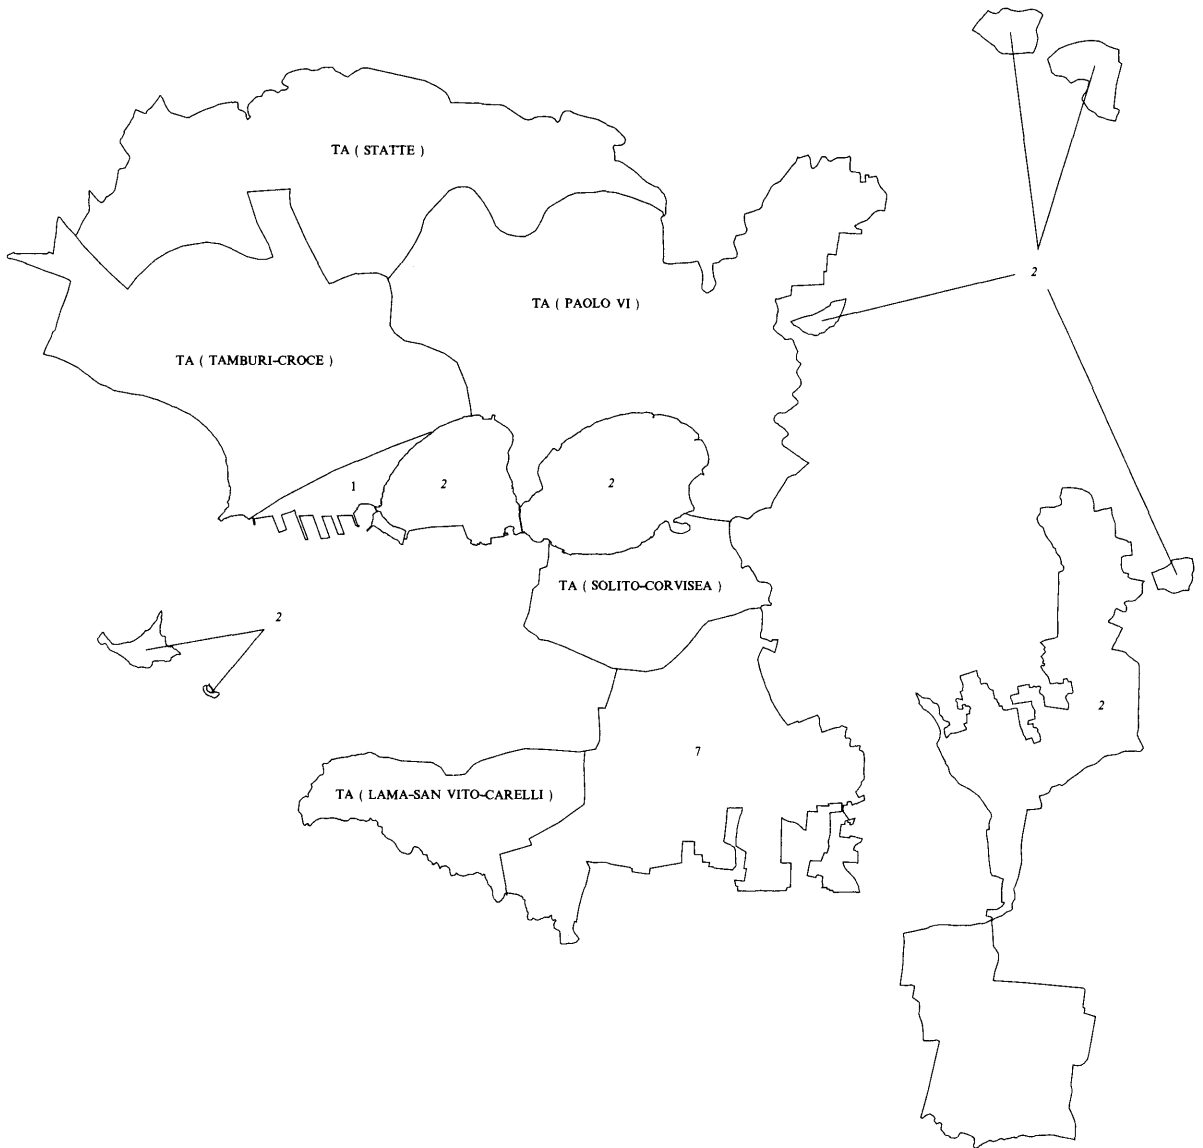 TA ( STATTE )
2
TA ( PAOLO VI )
TA ( TAMBURI-CROCE )
1
2
2
TA ( SOLITO-CORVISEA )
2
2
7
TA ( LAMA-SAN VITO-CARELLI )